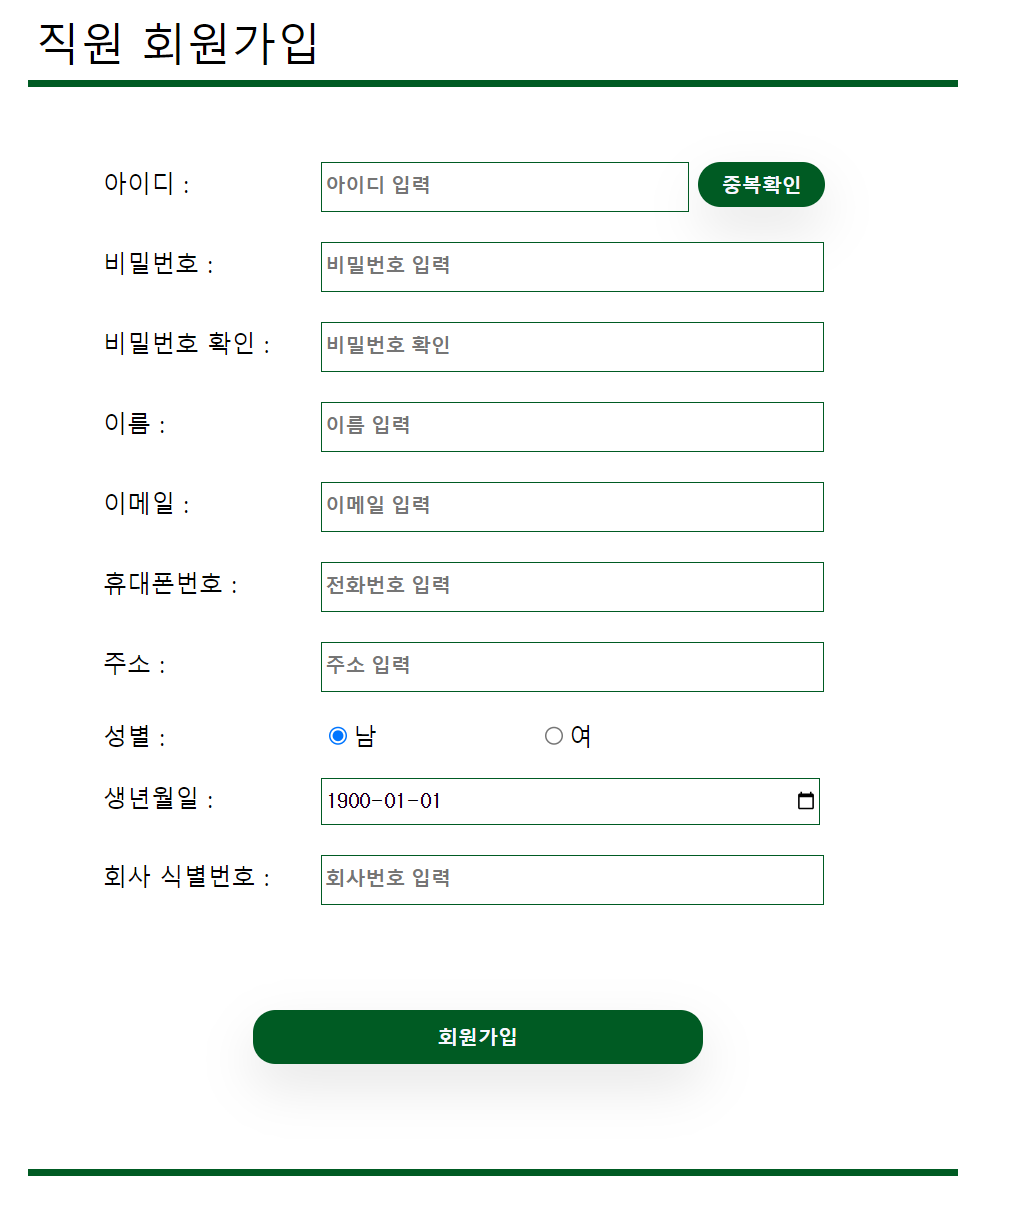 직원 회원가입
아이디 : 아이디 입력 중복확인
비밀번호 : 비밀번호 입력
비밀번호 확인 : 비밀번호 확인
이름 : 이름 입력
이메일 : 이메일 입력
휴대폰번호 : 전화번호 입력
주소 : 주소 입력
성별 : 남 여
생년월일 : 1900-01-01
회사 식별번호 : 회사번호 입력
회원가입